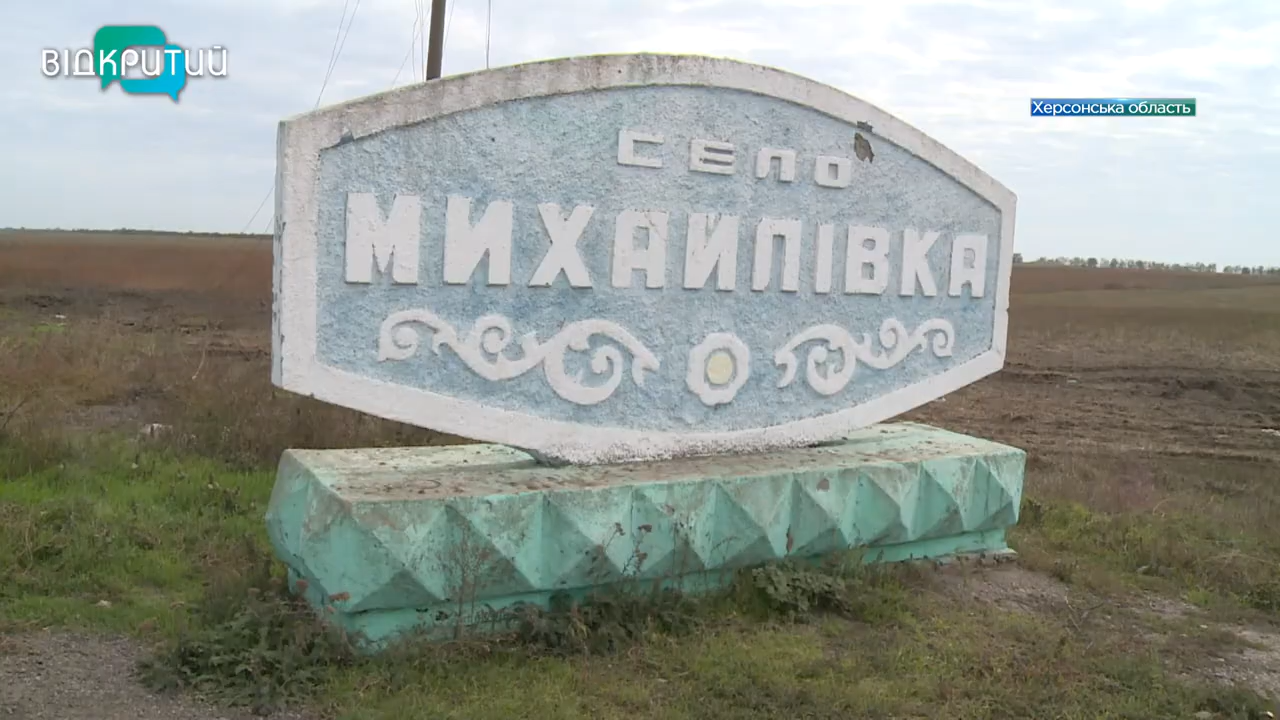 ВІДКРИТИЙ
Херсонська область
СЕЛО
МИХАЙЛІВКА